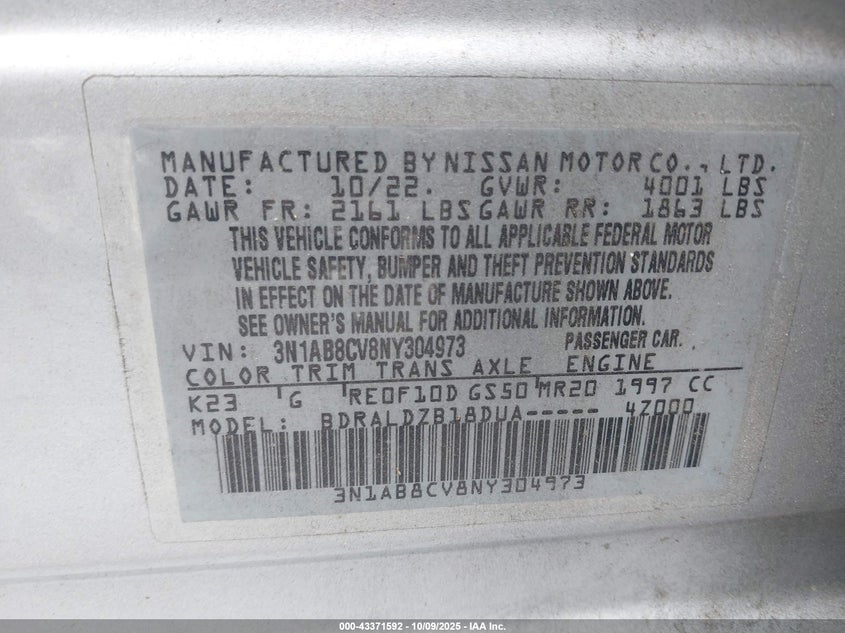 MANUFACTURED BY NISSAN MOTOR CO., LTD.
DATE: 10/22. GVWR: 4001 LBS
GAWR FR: 2161 LBS GAWR RR: 1863 LBS
THIS VEHICLE CONFORMS TO ALL APPLICABLE FEDERAL MOTOR
VEHICLE SAFETY, BUMPER AND THEFT PREVENTION STANDARDS
IN EFFECT ON THE DATE OF MANUFACTURE SHOWN ABOVE.
SEE OWNER'S MANUAL FOR ADDITIONAL INFORMATION.
VIN: 3N1AB8CV8NY304973 PASSENGER CAR.
COLOR TRIM TRANS AXLE ENGINE
K23 G RE0F10D GS50 MR20 1997 CC
MODEL: BDRALDZB18DUA----- 47000
3N1AB8CV8NY304973
000-43371592 - 10/09/2025 - IAA Inc.